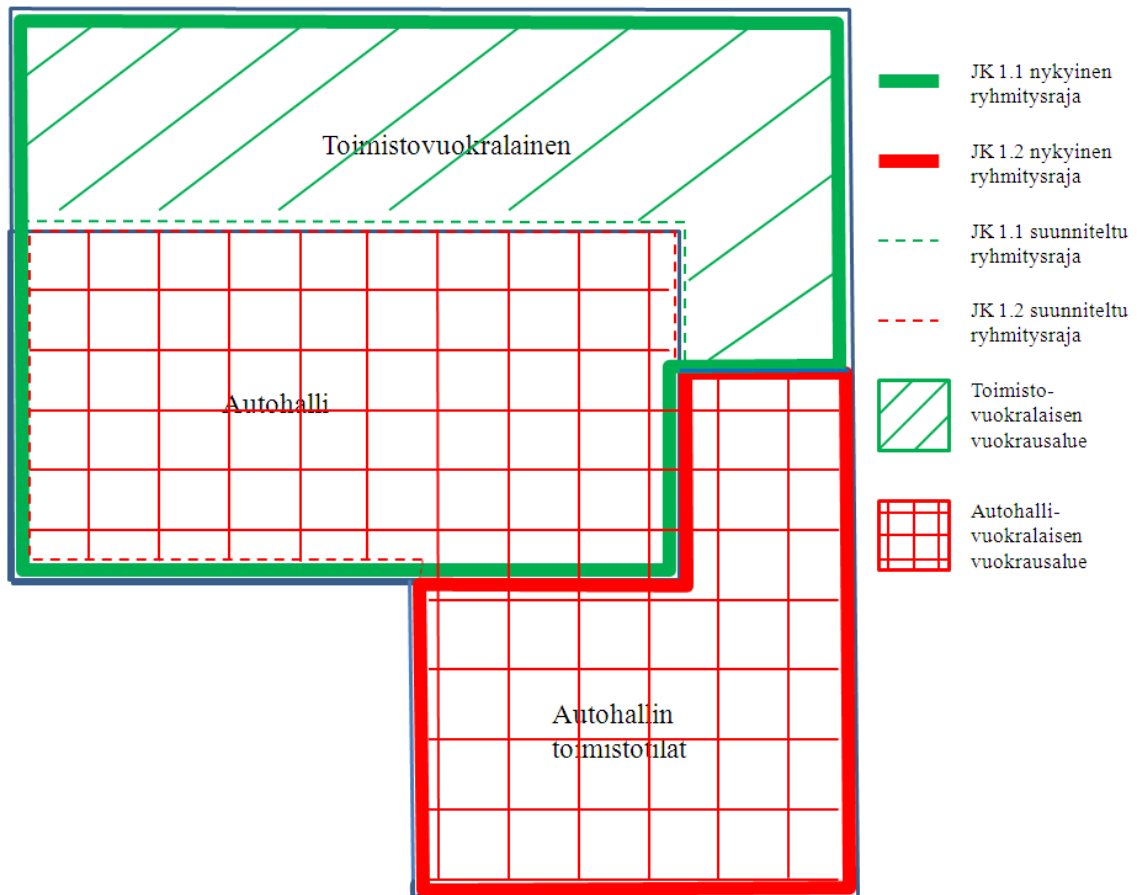 Toimistovuokralainen
Autohalli
Autohallin
toimistotilat
JK 1.1 nykyinen
ryhmitysraja
JK 1.2 nykyinen
ryhmitysraja
JK 1.1 suunniteltu
ryhmitysraja
JK 1.2 suunniteltu
ryhmitysraja
Toimisto-
vuokralaisen
vuokrausalue
Autohalli-
vuokralaisen
vuokrausalue